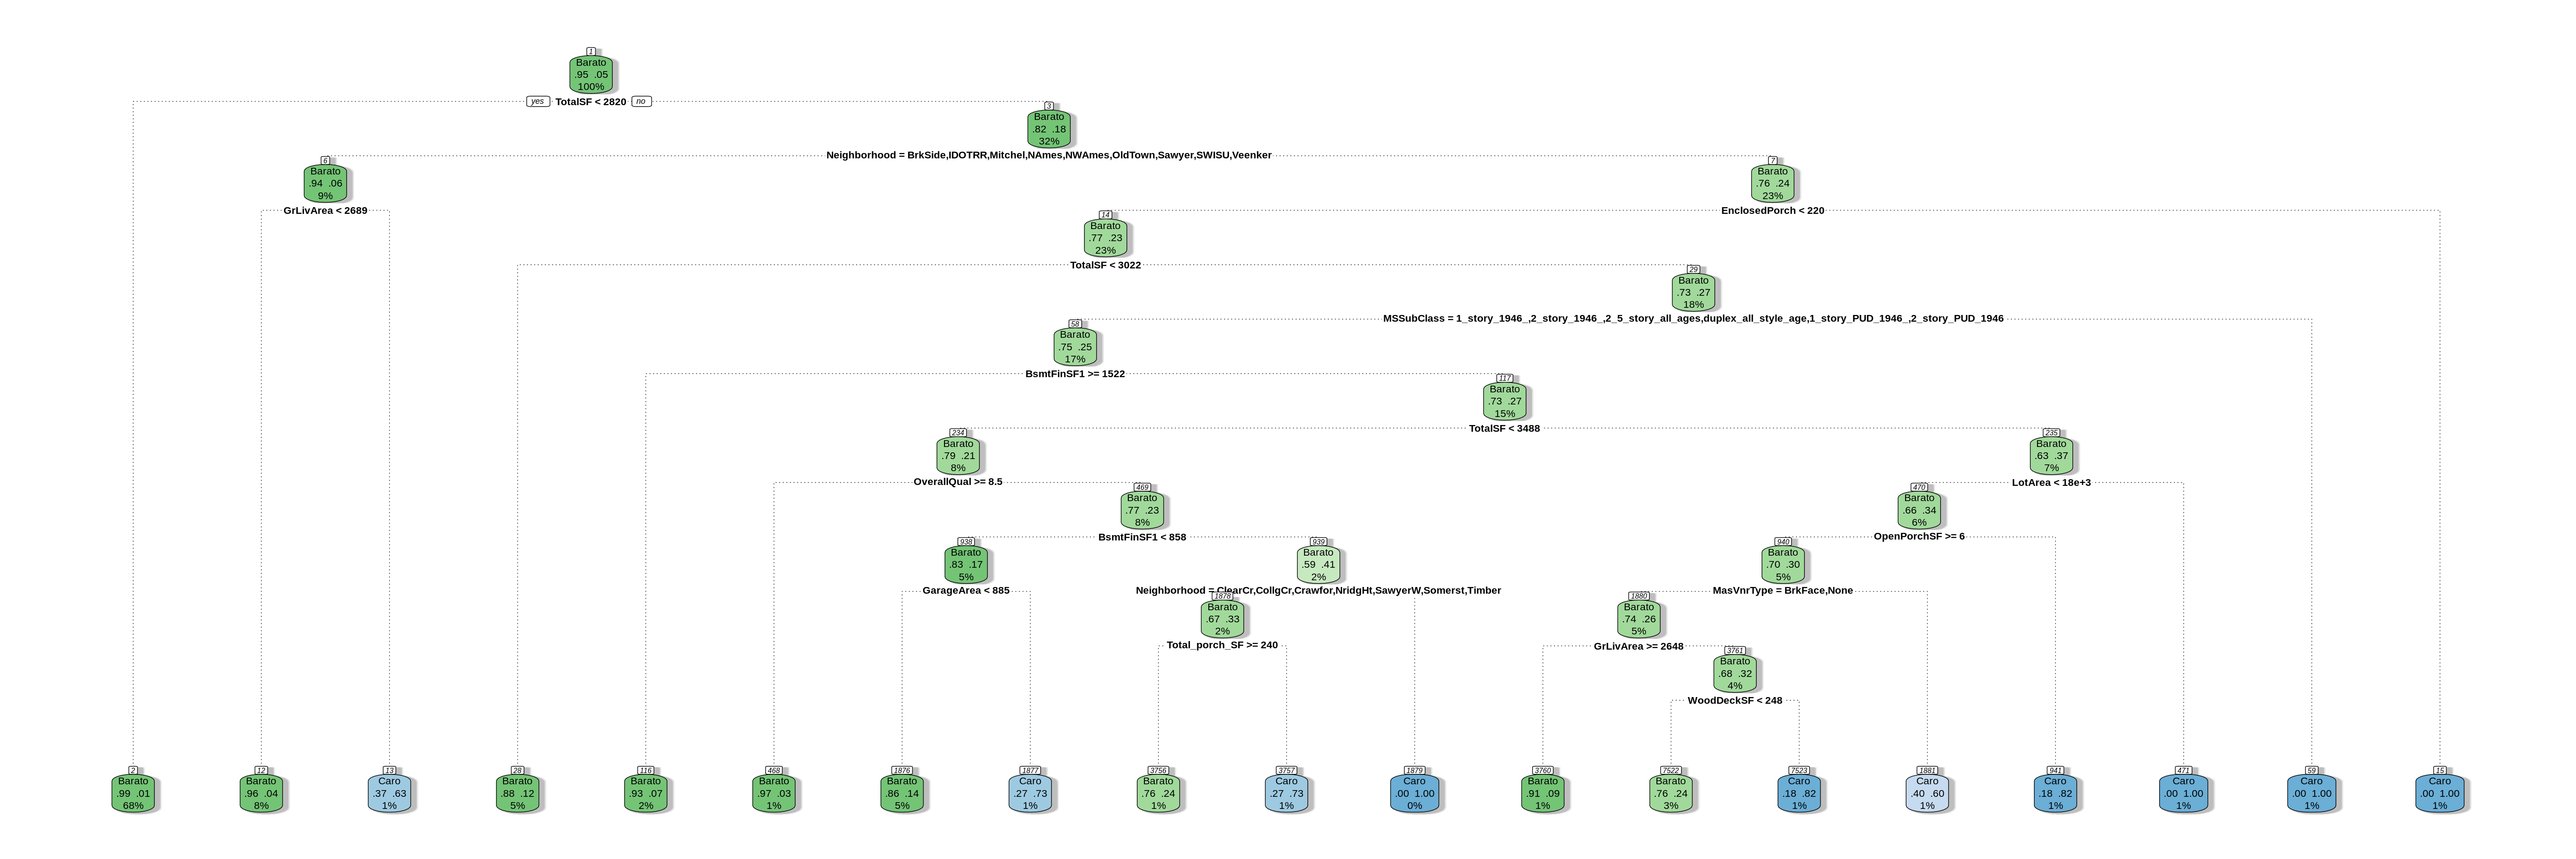 1
Barato
.95 .05
100%
yes TotalSF < 2820 no
3
Barato
.82 .18
32%
Neighborhood = BrkSide,IDOTRR,Mitchel,NAmes,NWAmes,OldTown,Sawyer,SWISU,Veenker
6
Barato
.94 .06
9%
GrLivArea < 2689
7
Barato
.76 .24
23%
EnclosedPorch < 220
14
Barato
.77 .23
23%
TotalSF < 3022
29
Barato
.73 .27
18%
MSSubClass = 1_story_1946_,2_story_1946_,2_5_story_all_ages,duplex_all_style_age,1_story_PUD_1946_,2_story_PUD_1946
58
Barato
.75 .25
17%
BsmtFinSF1 >= 1522
117
Barato
.73 .27
15%
TotalSF < 3488
234
Barato
.79 .21
8%
OverallQual >= 8.5
235
Barato
.63 .37
7%
LotArea < 18e+3
469
Barato
.77 .23
8%
BsmtFinSF1 < 858
470
Barato
.66 .34
6%
OpenPorchSF >= 6
938
Barato
.83 .17
5%
GarageArea < 885
939
Barato
.59 .41
2%
Neighborhood = ClearCr,CollgCr,Crawfor,NridgHt,SawyerW,Somerst,Timber
940
Barato
.70 .30
5%
MasVnrType = BrkFace,None
1878
Barato
.67 .33
2%
Total_porch_SF >= 240
1880
Barato
.74 .26
5%
GrLivArea >= 2648
3761
Barato
.68 .32
4%
WoodDeckSF < 248
2
Barato
.99 .01
68%
12
Barato
.96 .04
8%
13
Caro
.37 .63
1%
28
Barato
.88 .12
5%
116
Barato
.93 .07
2%
468
Barato
.97 .03
1%
1876
Barato
.86 .14
5%
1877
Caro
.27 .73
1%
3756
Barato
.76 .24
1%
3757
Caro
.27 .73
1%
1879
Caro
.00 1.00
0%
3760
Barato
.91 .09
1%
7522
Barato
.76 .24
3%
7523
Caro
.18 .82
1%
1881
Caro
.40 .60
1%
941
Caro
.18 .82
1%
471
Caro
.00 1.00
1%
59
Caro
.00 1.00
1%
15
Caro
.00 1.00
1%